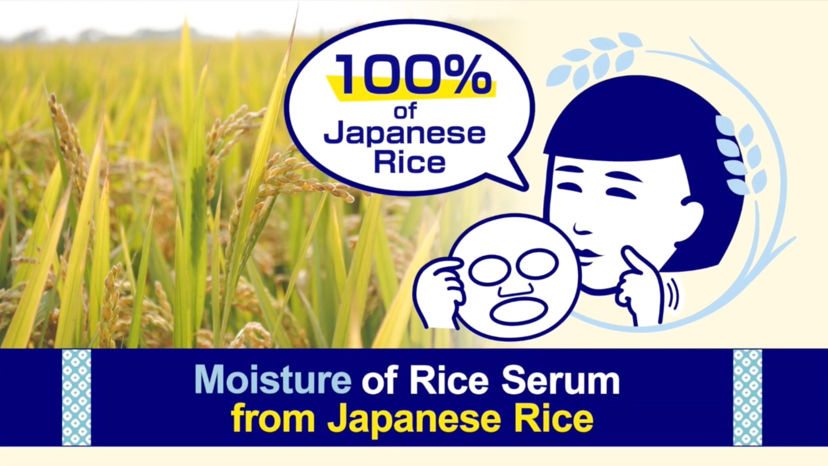 100%
of
Japanese
Rice
Moisture of Rice Serum
from Japanese Rice